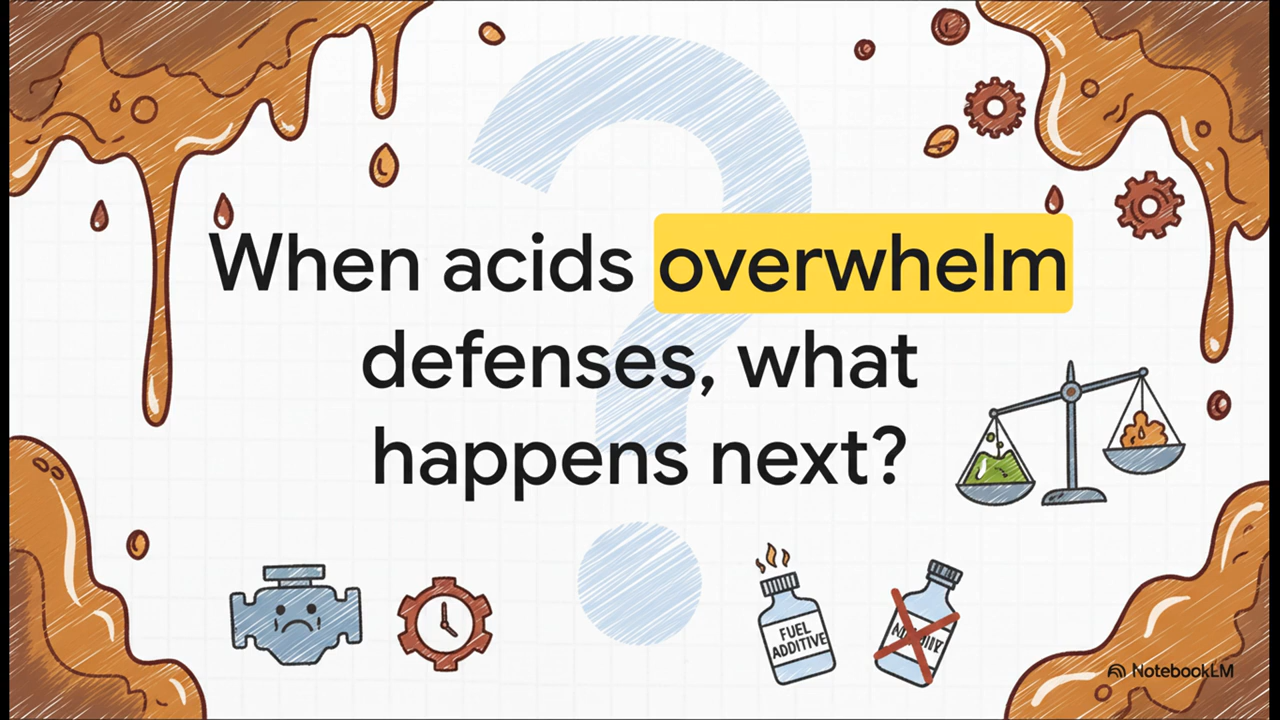 When acids overwhelm
defenses, what
happens next?
FUEL
ADDITIVE
NotebookLM